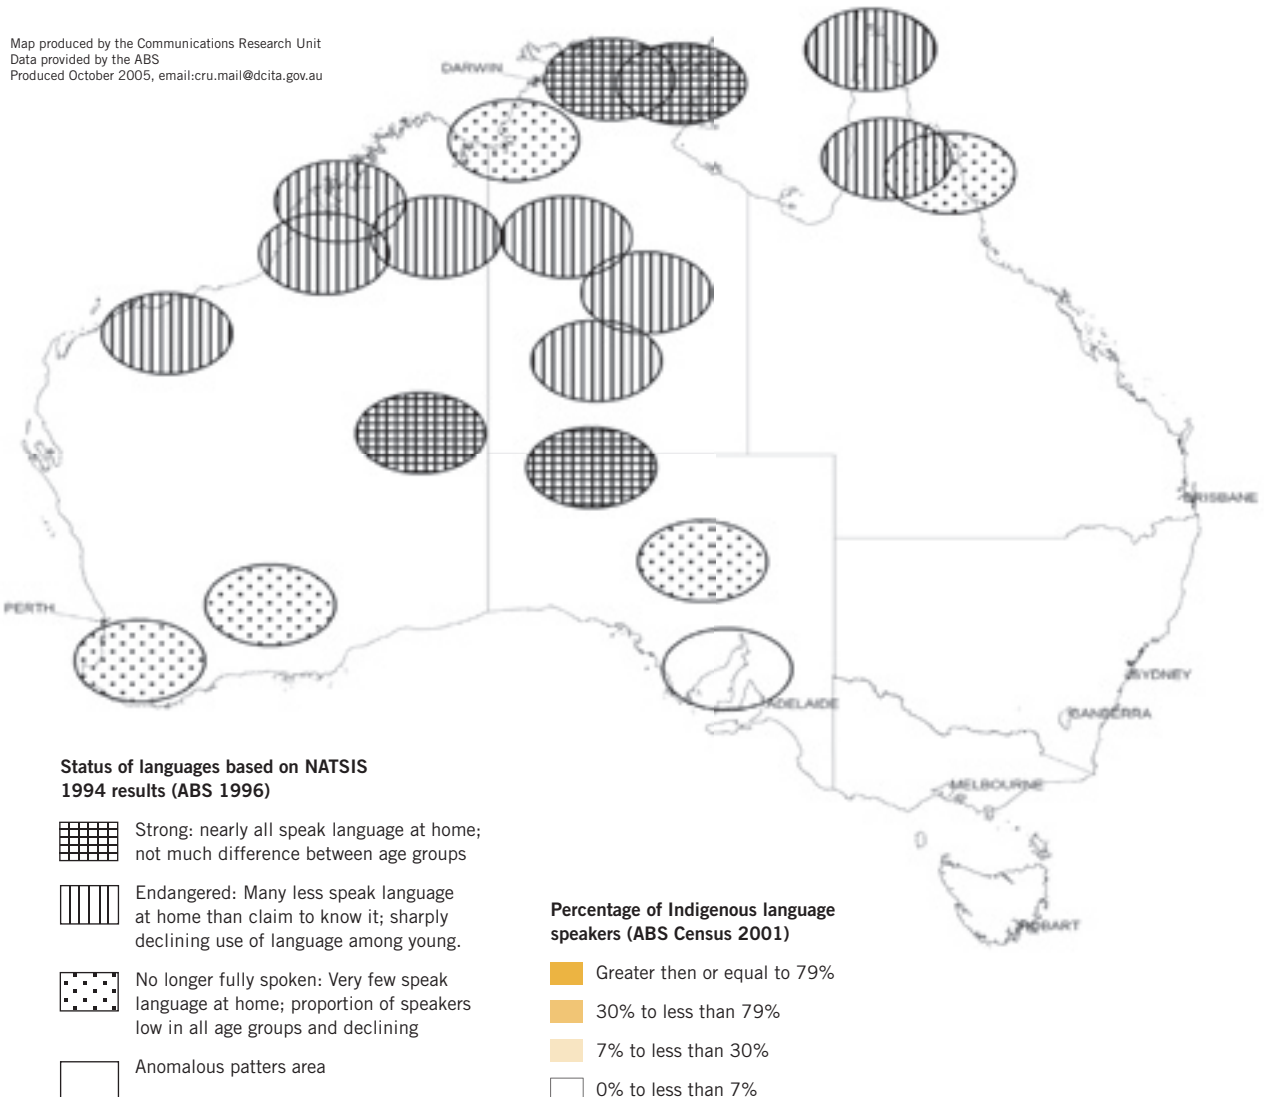 Map produced by the Communications Research Unit
Data provided by the ABS
Produced October 2005, email:cru.mail@dcita.gov.au
DARWIN
BRISBANE
PERTH
SYDNEY
ADELAIDE
CANBERRA
MELBOURNE
HOBART
Status of languages based on NATSIS
1994 results (ABS 1996)
Strong: nearly all speak language at home;
not much difference between age groups
Endangered: Many less speak language
at home than claim to know it; sharply
declining use of language among young.
No longer fully spoken: Very few speak
language at home; proportion of speakers
low in all age groups and declining
Anomalous patters area
Percentage of Indigenous language
speakers (ABS Census 2001)
Greater then or equal to 79%
30% to less than 79%
7% to less than 30%
0% to less than 7%